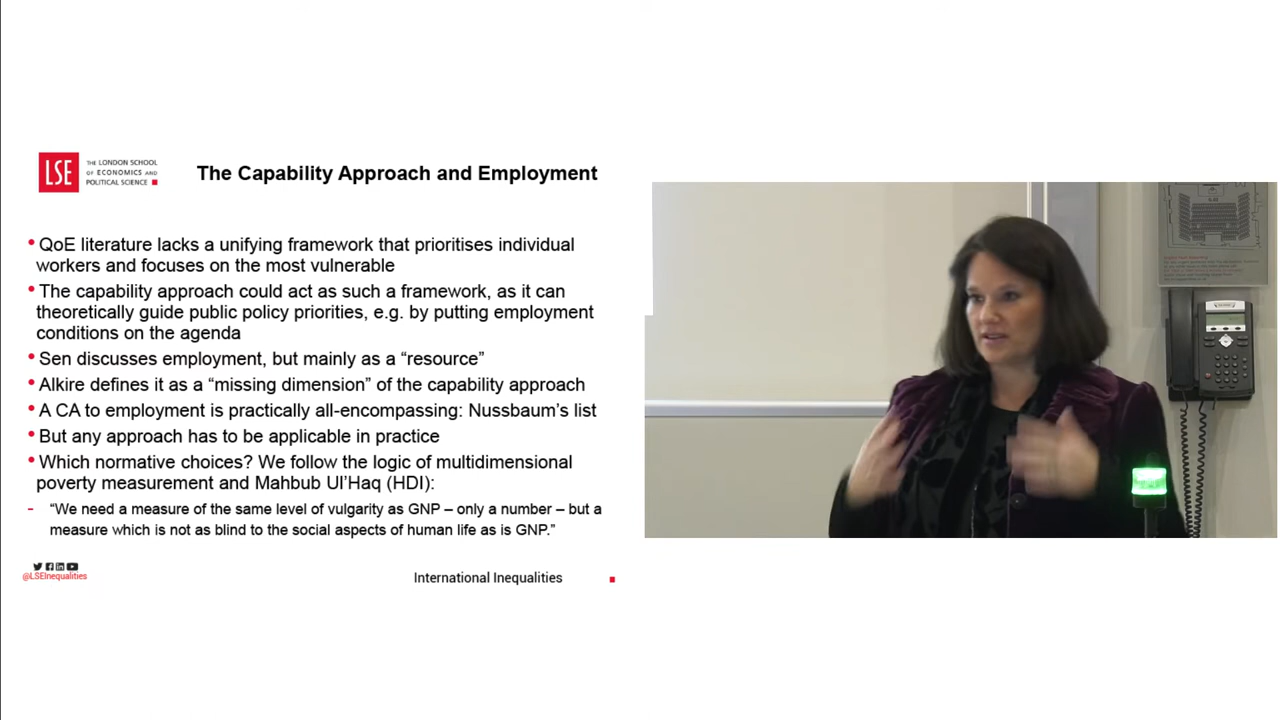 LSE
THE LONDON SCHOOL
OF ECONOMICS AND
POLITICAL SCIENCE
The Capability Approach and Employment
• QoE literature lacks a unifying framework that prioritises individual
workers and focuses on the most vulnerable
• The capability approach could act as such a framework, as it can
theoretically guide public policy priorities, e.g. by putting employment
conditions on the agenda
• Sen discusses employment, but mainly as a “resource”
• Alkire defines it as a “missing dimension” of the capability approach
• A CA to employment is practically all-encompassing: Nussbaum’s list
• But any approach has to be applicable in practice
• Which normative choices? We follow the logic of multidimensional
poverty measurement and Mahbub Ul’Haq (HDI):
- “We need a measure of the same level of vulgarity as GNP – only a number – but a
measure which is not as blind to the social aspects of human life as is GNP.”
@LSEInequalities
International Inequalities